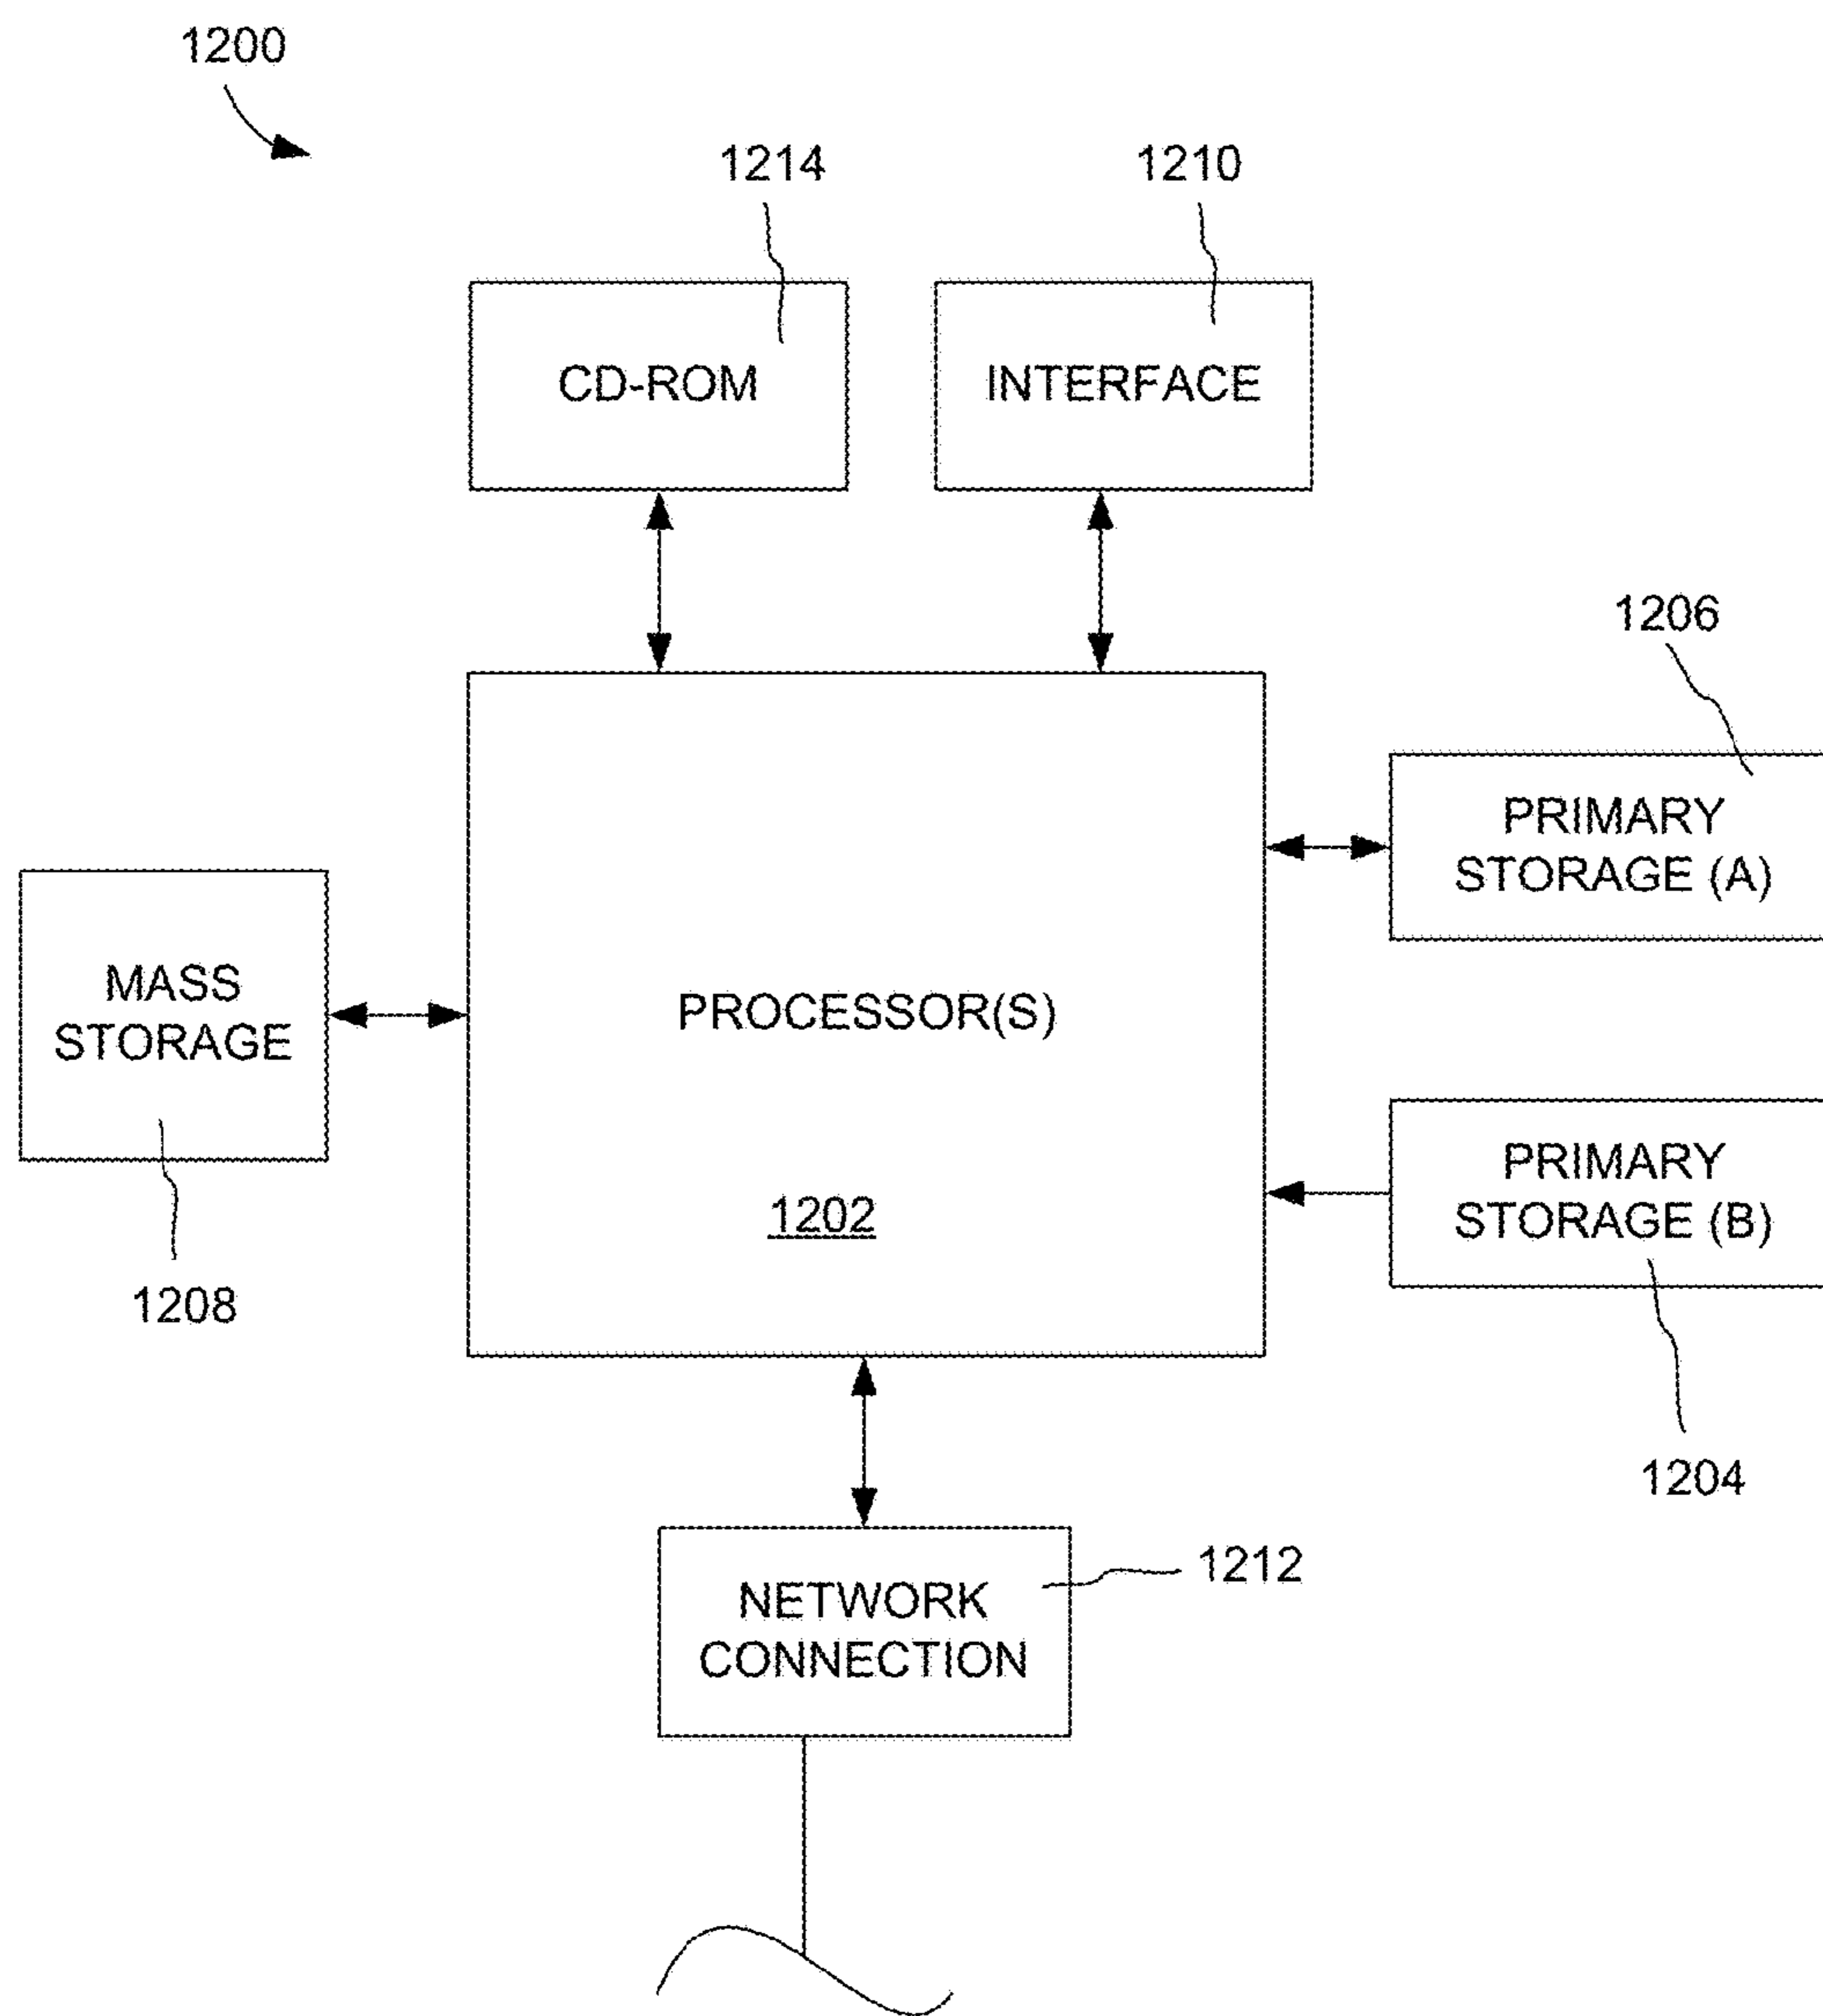 1200
1214
1210
CD-ROM
INTERFACE
1206
PRIMARY
STORAGE (A)
MASS
STORAGE
PROCESSOR(S)
PRIMARY
STORAGE (B)
1202
1208
1204
1212
NETWORK
CONNECTION